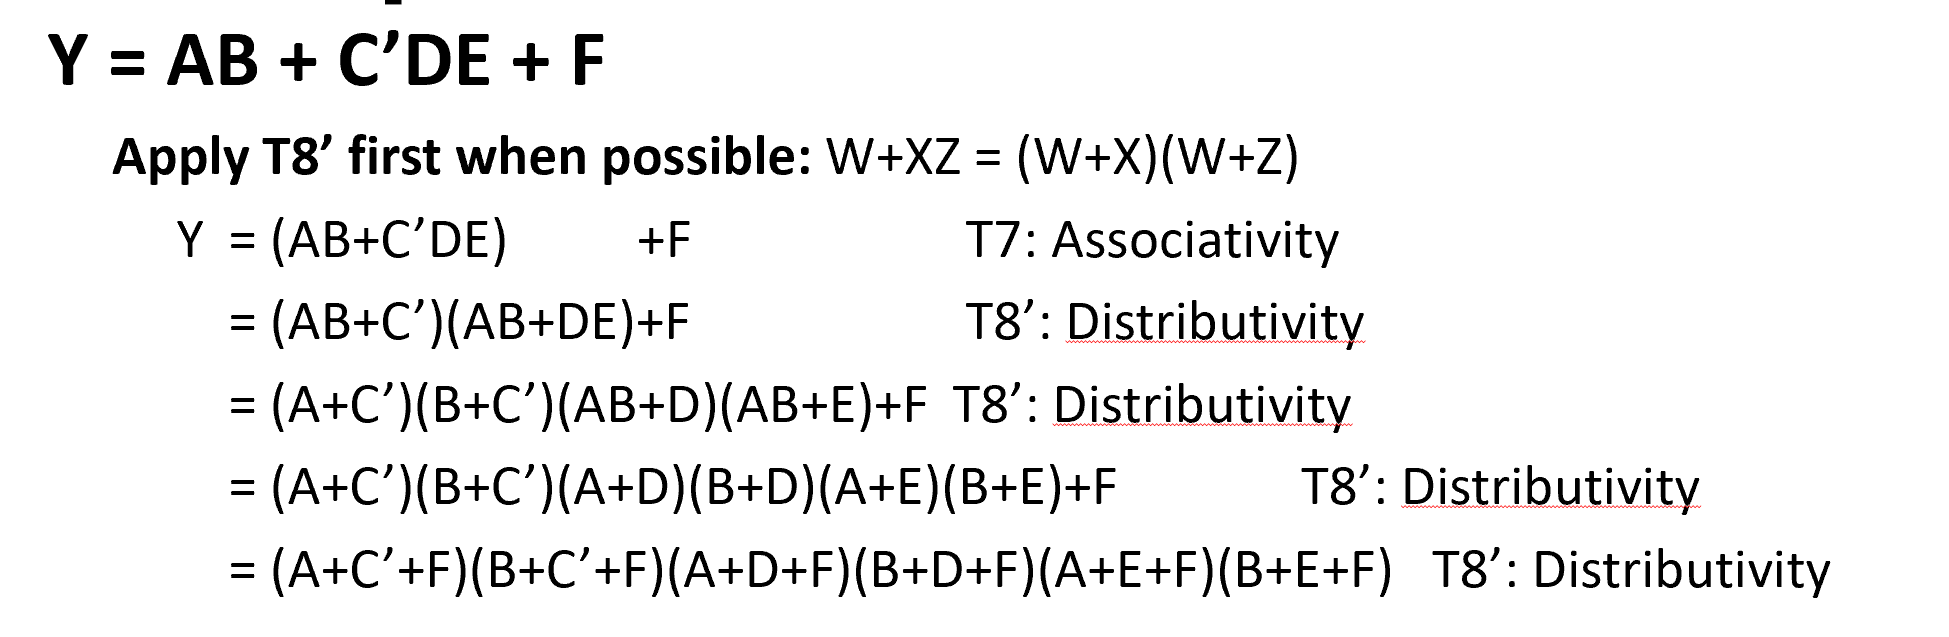 Y = AB + C’DE + F
Apply T8’ first when possible: W+XZ = (W+X)(W+Z)
Y = (AB+C’DE) +F T7: Associativity
= (AB+C’)(AB+DE)+F T8’: Distributivity
= (A+C’)(B+C’)(AB+D)(AB+E)+F T8’: Distributivity
= (A+C’)(B+C’)(A+D)(B+D)(A+E)(B+E)+F T8’: Distributivity
= (A+C’+F)(B+C’+F)(A+D+F)(B+D+F)(A+E+F)(B+E+F) T8’: Distributivity